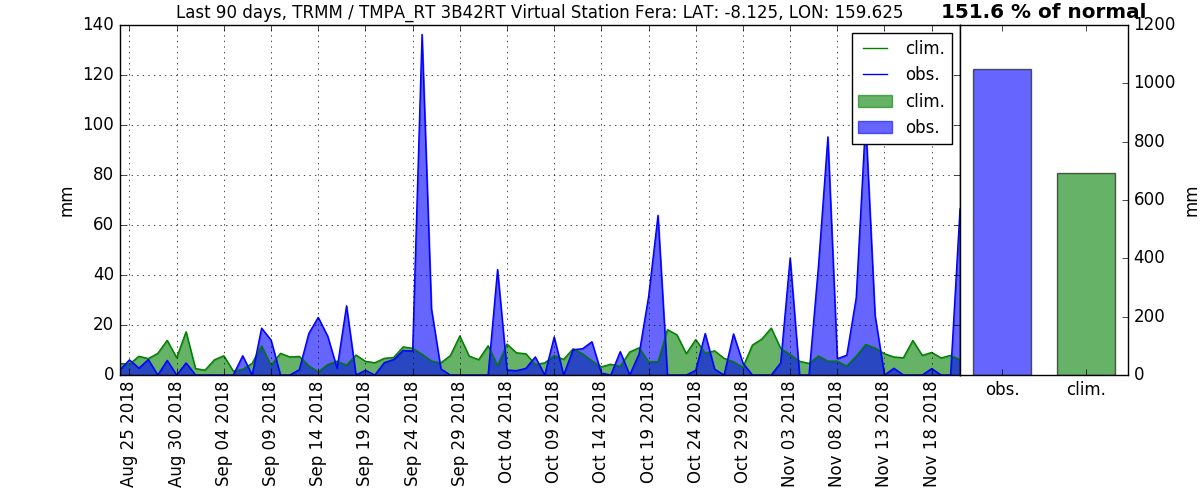 Last 90 days, TRMM / TMPA_RT 3B42RT Virtual Station Fera: LAT: -8.125, LON: 159.625
151.6 % of normal
140
120
100
80
60
40
20
0
mm
clim.
obs.
clim.
obs.
1200
1000
800
600
400
200
0
mm
Aug 25 2018
Aug 30 2018
Sep 04 2018
Sep 09 2018
Sep 14 2018
Sep 19 2018
Sep 24 2018
Sep 29 2018
Oct 04 2018
Oct 09 2018
Oct 14 2018
Oct 19 2018
Oct 24 2018
Oct 29 2018
Nov 03 2018
Nov 08 2018
Nov 13 2018
Nov 18 2018
obs.
clim.